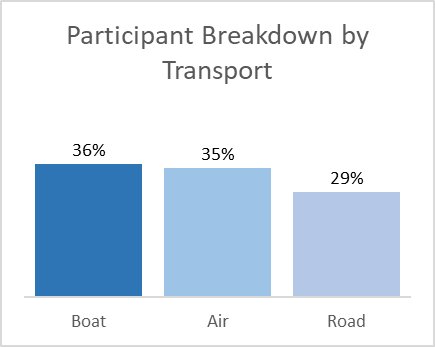 Participant Breakdown by
Transport
36%
35%
29%
Boat
Air
Road